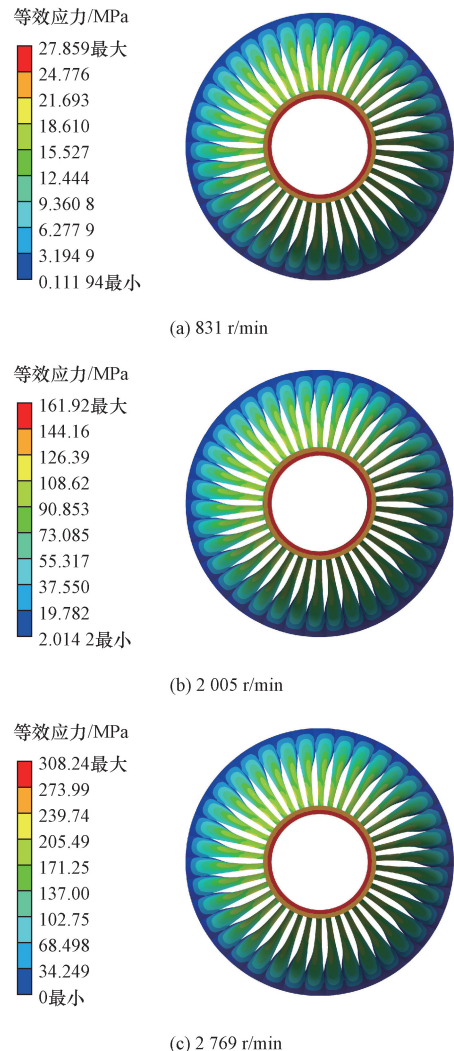 等效应力/MPa
27.859最大
24.776
21.693
18.610
15.527
12.444
9.360 8
6.277 9
3.194 9
0.111 94最小
(a) 831 r/min
等效应力/MPa
161.92最大
144.16
126.39
108.62
90.853
73.085
55.317
37.550
19.782
2.014 2最小
(b) 2 005 r/min
等效应力/MPa
308.24最大
273.99
239.74
205.49
171.25
137.00
102.75
68.498
34.249
0最小
(c) 2 769 r/min